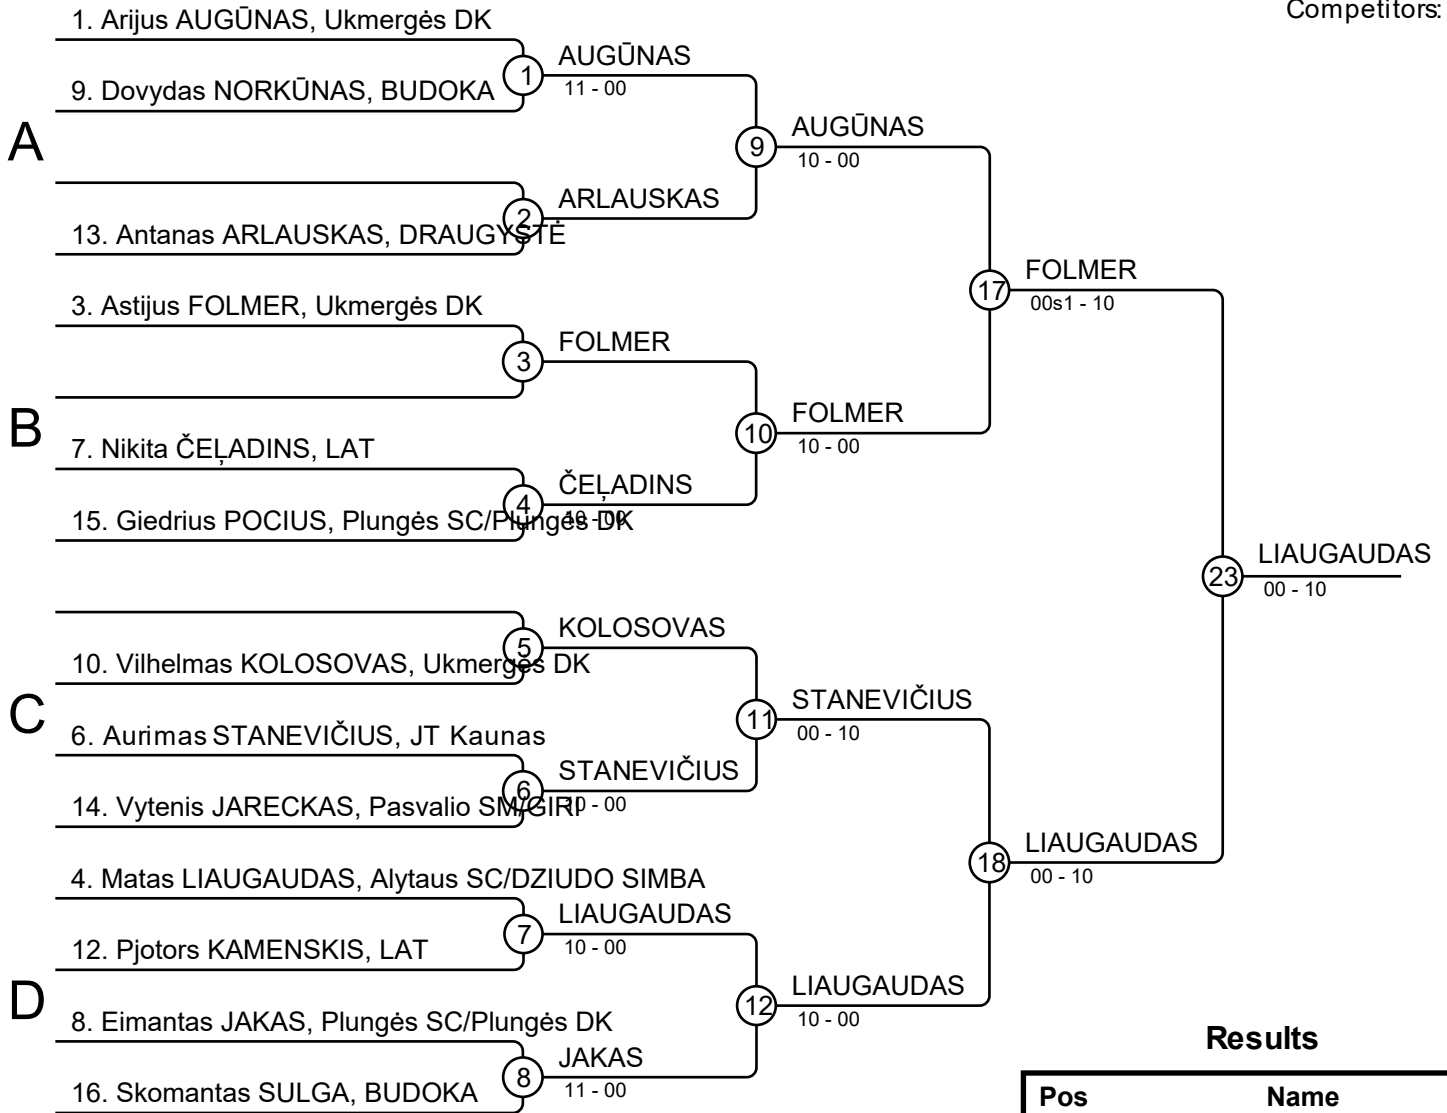 Competitors:
1. Arijus AUGŪNAS, Ukmergės DK
9. Dovydas NORKŪNAS, BUDOKA
1
AUGŪNAS
11 - 00
A
13. Antanas ARLAUSKAS, DRAUGYSTĖ
2
ARLAUSKAS
9
AUGŪNAS
10 - 00
3. Astijus FOLMER, Ukmergės DK
3
FOLMER
B
7. Nikita ČEĻADINS, LAT
15. Giedrius POCIUS, Plungės SC/Plungės DK
4
ČEĻADINS
10 - 00
10
FOLMER
10 - 00
17
FOLMER
00s1 - 10
10. Vilhelmas KOLOSOVAS, Ukmergės DK
5
KOLOSOVAS
C
6. Aurimas STANEVIČIUS, JT Kaunas
14. Vytenis JARECKAS, Pasvalio SM/GIRI
6
STANEVIČIUS
10 - 00
11
STANEVIČIUS
00 - 10
4. Matas LIAUGAUDAS, Alytaus SC/DZIUDO SIMBA
12. Pjotors KAMENSKIS, LAT
7
LIAUGAUDAS
10 - 00
D
8. Eimantas JAKAS, Plungės SC/Plungės DK
16. Skomantas SULGA, BUDOKA
8
JAKAS
11 - 00
12
LIAUGAUDAS
10 - 00
18
LIAUGAUDAS
00 - 10
23
LIAUGAUDAS
00 - 10
Results
Pos Name